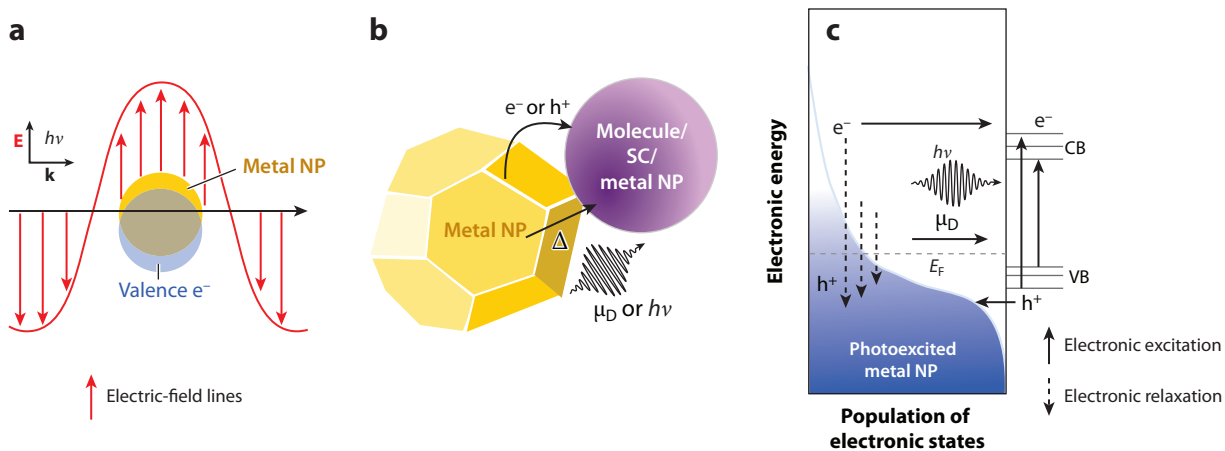 a
E
hν
k
Metal NP
Valence e⁻
Electric-field lines
b
e⁻ or h⁺
Molecule/
SC/
metal NP
Metal NP
Δ
μD or hν
c
Electronic energy
e⁻
e⁻
CB
hν
μD
EF
VB
h⁺
h⁺
Photoexcited
metal NP
Population of
electronic states
Electronic excitation
Electronic relaxation